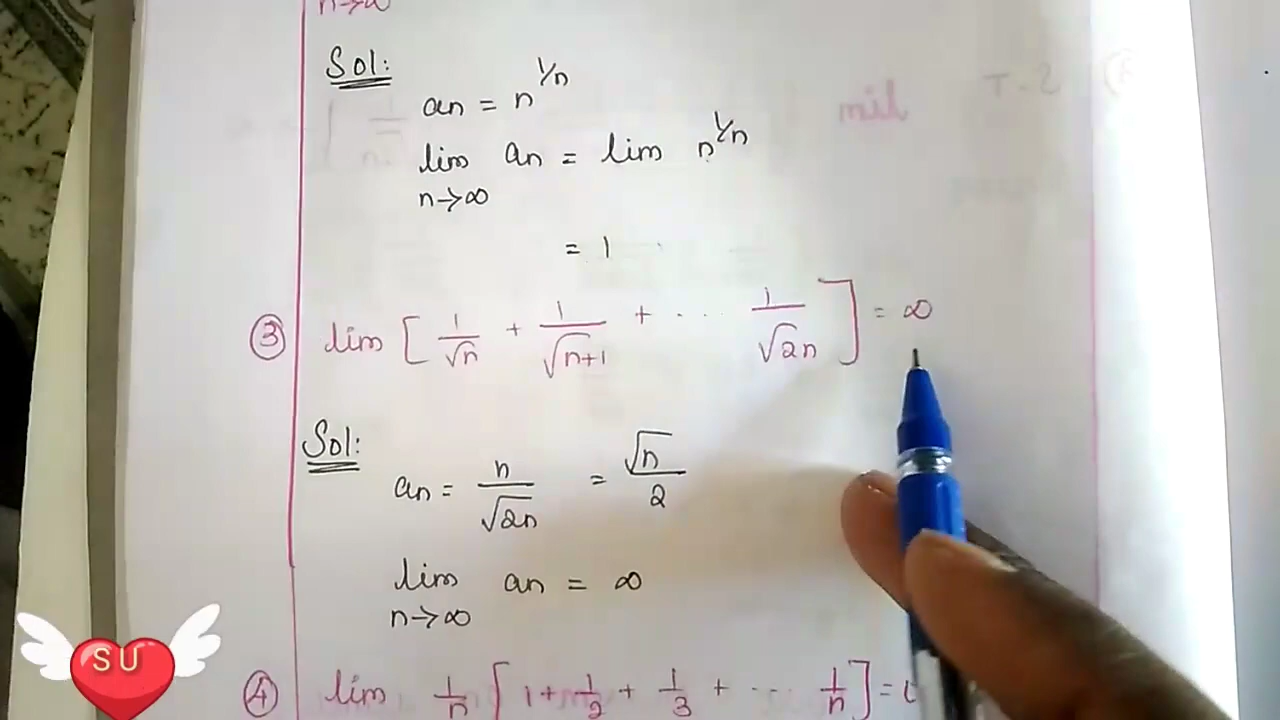 n→∞
Sol:
an = n^1/n
lim an = lim n^1/n
n→∞
= 1
③ lim [ 1/√n + 1/√n+1 + ... 1/√2n ] = ∞
Sol:
an = n/√2n = √n/2
lim an = ∞
n→∞
④ lim 1/n [ 1 + 1/2 + 1/3 + ... 1/n ] =
SU
lim
S.T